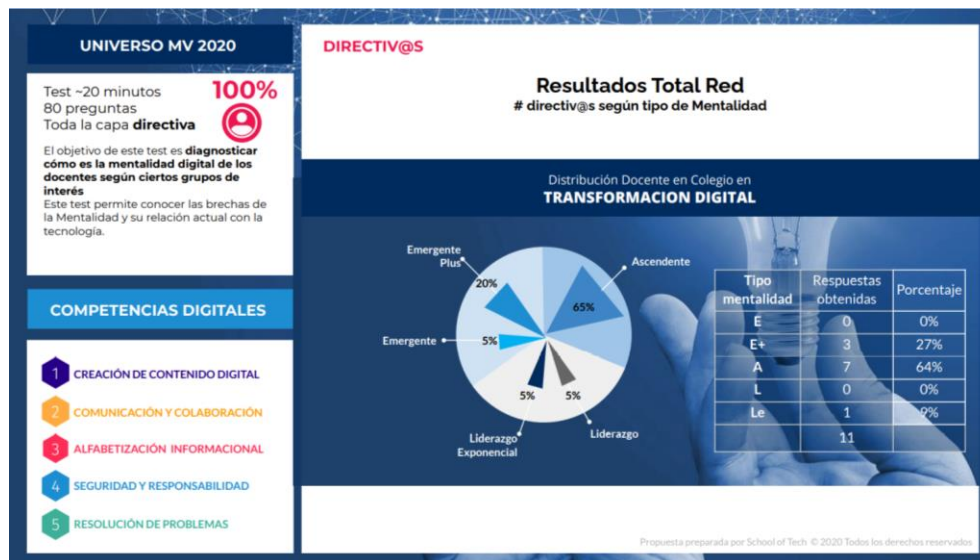 UNIVERSO MV 2020
Test ~20 minutos
80 preguntas
Toda la capa directiva
100%
El objetivo de este test es diagnosticar
cómo es la mentalidad digital de los
docentes según ciertos grupos de
interés
Este test permite conocer las brechas de
la Mentalidad y su relación actual con la
tecnología.
COMPETENCIAS DIGITALES
1 CREACIÓN DE CONTENIDO DIGITAL
2 COMUNICACIÓN Y COLABORACIÓN
3 ALFABETIZACIÓN INFORMACIONAL
4 SEGURIDAD Y RESPONSABILIDAD
5 RESOLUCIÓN DE PROBLEMAS
DIRECTIV@S
Resultados Total Red
# directiv@s según tipo de Mentalidad
Distribución Docente en Colegio en
TRANSFORMACION DIGITAL
Emergente
Plus
20%
Ascendente
65%
Emergente
5%
5%
5%
Liderazgo
Exponencial
Liderazgo
Tipo mentalidad Respuestas obtenidas Porcentaje
E 0 0%
E+ 3 27%
A 7 64%
L 0 0%
Le 1 9%
11
Propuesta preparada por School of Tech © 2020 Todos los derechos reservados